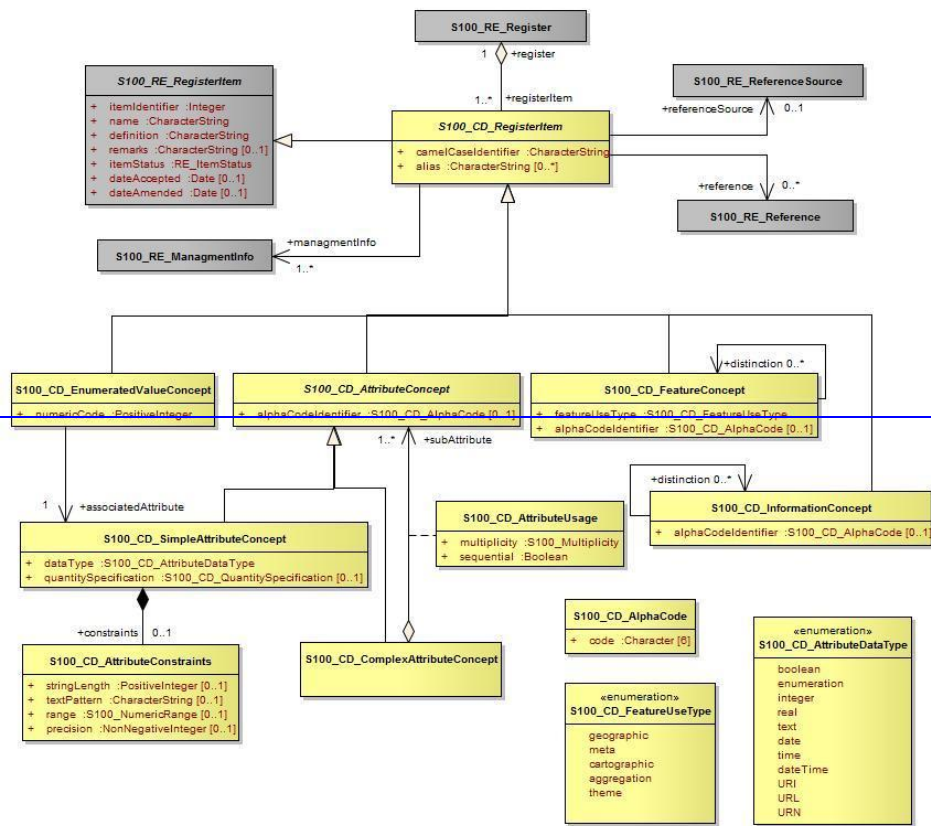 S100_RE_Register
1
+register
S100_RE_RegisterItem
+ itemIdentifier :Integer
+ name :CharacterString
+ definition :CharacterString
+ remarks :CharacterString [0..1]
+ itemStatus :RE_ItemStatus
+ dateAccepted :Date [0..1]
+ dateAmended :Date [0..1]
1..*
+registerItem
S100_CD_RegisterItem
+ camelCaseIdentifier :CharacterString
+ alias :CharacterString [0..*]
S100_RE_ReferenceSource
+referenceSource
0..1
+reference
0..*
S100_RE_Reference
+managmentInfo
1..*
S100_RE_ManagmentInfo
S100_CD_EnumeratedValueConcept
+ numericCode :PositiveInteger
S100_CD_AttributeConcept
+ alphaCodeIdentifier :S100_CD_AlphaCode [0..1]
+distinction 0..*
S100_CD_FeatureConcept
+ featureUseType :S100_CD_FeatureUseType
+ alphaCodeIdentifier :S100_CD_AlphaCode [0..1]
1..*
+subAttribute
+distinction 0..*
S100_CD_InformationConcept
+ alphaCodeIdentifier :S100_CD_AlphaCode [0..1]
1
+associatedAttribute
S100_CD_SimpleAttributeConcept
+ dataType :S100_CD_AttributeDataType
+ quantitySpecification :S100_CD_QuantitySpecification [0..1]
S100_CD_AttributeUsage
+ multiplicity :S100_Multiplicity
+ sequential :Boolean
+constraints
0..1
S100_CD_AttributeConstraints
+ stringLength :PositiveInteger [0..1]
+ textPattern :CharacterString [0..1]
+ range :S100_NumericRange [0..1]
+ precision :NonNegativeInteger [0..1]
S100_CD_ComplexAttributeConcept
S100_CD_AlphaCode
+ code :Character [6]
«enumeration»
S100_CD_FeatureUseType
geographic
meta
cartographic
aggregation
theme
«enumeration»
S100_CD_AttributeDataType
boolean
enumeration
integer
real
text
date
time
dateTime
URI
URL
URN